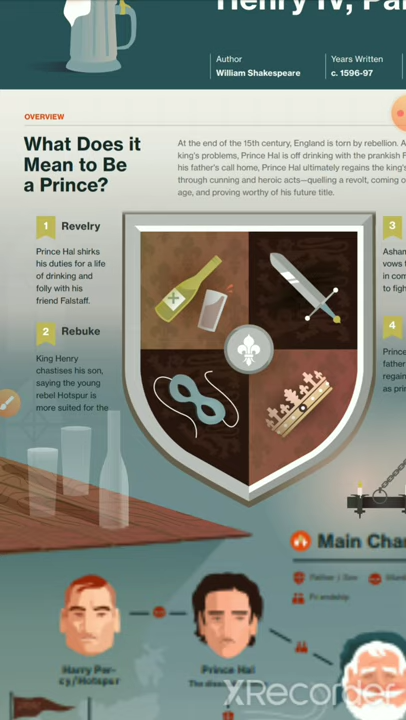 Henry IV, Pa
Author
William Shakespeare
Years Written
c. 1596-97
OVERVIEW
What Does it
Mean to Be
a Prince?
At the end of the 15th century, England is torn by rebellion. A
king's problems, Prince Hal is off drinking with the prankish F
his father's call home, Prince Hal ultimately regains the king's
through cunning and heroic acts—quelling a revolt, coming o
age, and proving worthy of his future title.
1 Revelry
Prince Hal shirks
his duties for a life
of drinking and
folly with his
friend Falstaff.
2 Rebuke
King Henry
chastises his son,
saying the young
rebel Hotspur is
more suited for the
3
Asham
vows t
in com
to figh
4
Prince
father,
regain
as prin
Main Cha
Father | Son
Friendship
Harry Per-
cy/Hotspur
Prince Hal
XRecorder